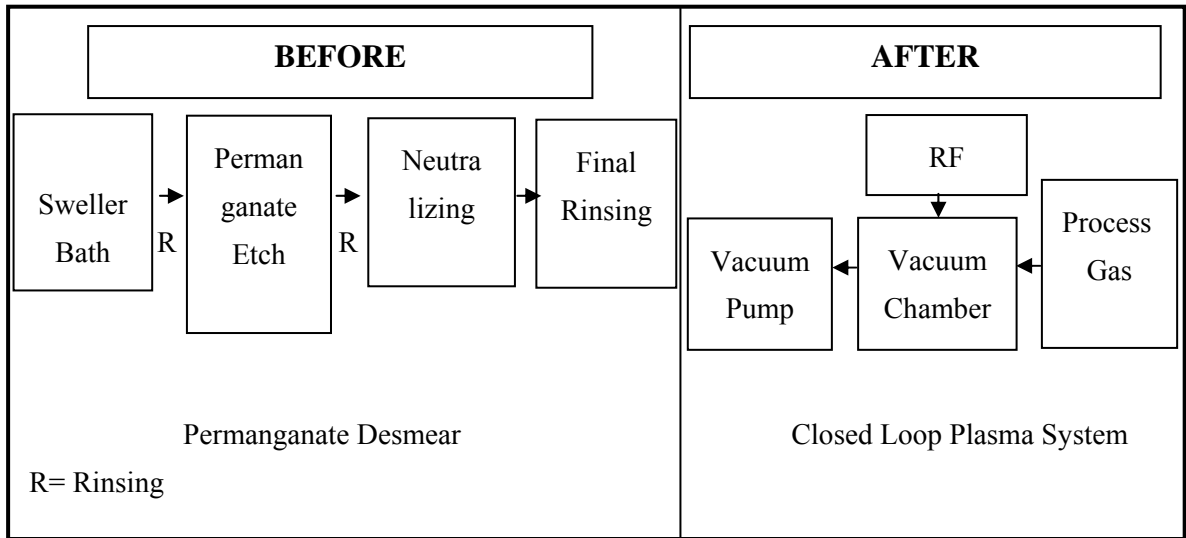 BEFORE
Sweller
Bath
R
Perman
ganate
Etch
R
Neutra
lizing
Final
Rinsing
Permanganate Desmear
R= Rinsing
AFTER
RF
Process
Gas
Vacuum
Chamber
Vacuum
Pump
Closed Loop Plasma System